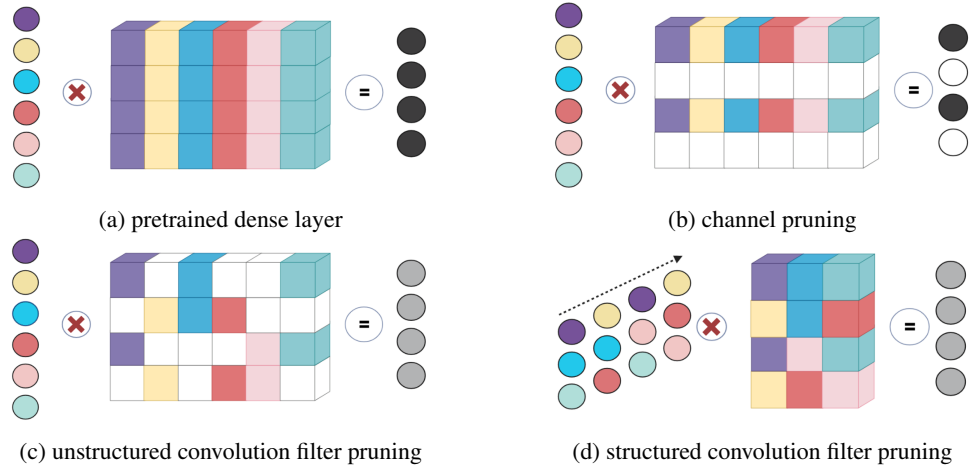 =
=
(a) pretrained dense layer
(b) channel pruning
=
=
(c) unstructured convolution filter pruning
(d) structured convolution filter pruning